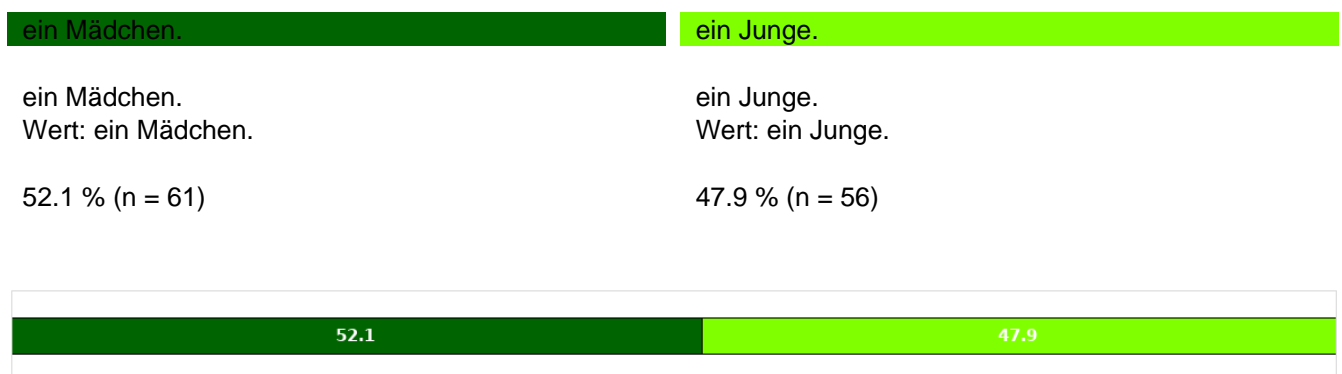 ein Mädchen.
ein Junge.
ein Mädchen.
Wert: ein Mädchen.
52.1 % (n = 61)
ein Junge.
Wert: ein Junge.
47.9 % (n = 56)
52.1
47.9